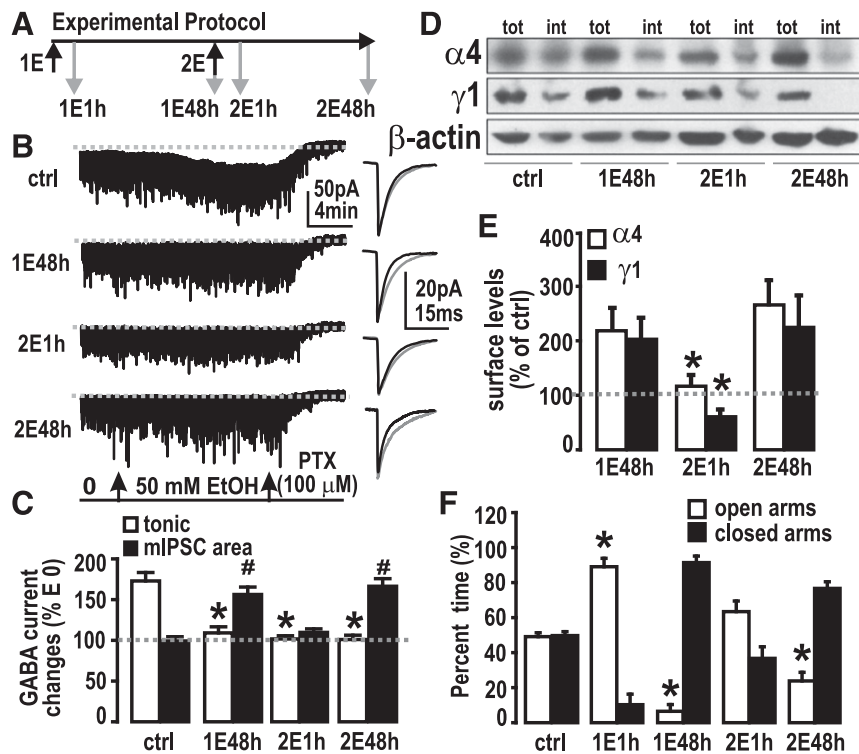 A Experimental Protocol
1E
2E
1E1h 1E48h 2E1h 2E48h
B
ctrl
50pA
4min
1E48h
20pA
15ms
2E1h
2E48h
PTX
0 50 mM EtOH (100 μM)
C
tonic
mIPSC area
GABA current
changes (% E 0)
200
150
100
50
0
# #
* * *
ctrl 1E48h 2E1h 2E48h
D
tot int tot int tot int tot int
α4
γ1
β-actin
ctrl 1E48h 2E1h 2E48h
E
α4
γ1
surface levels
(% of ctrl)
400
300
200
100
0
* *
1E48h 2E1h 2E48h
F
open arms
closed arms
Percent time (%)
120
100
80
60
40
20
0
*
* *
ctrl 1E1h 1E48h 2E1h 2E48h